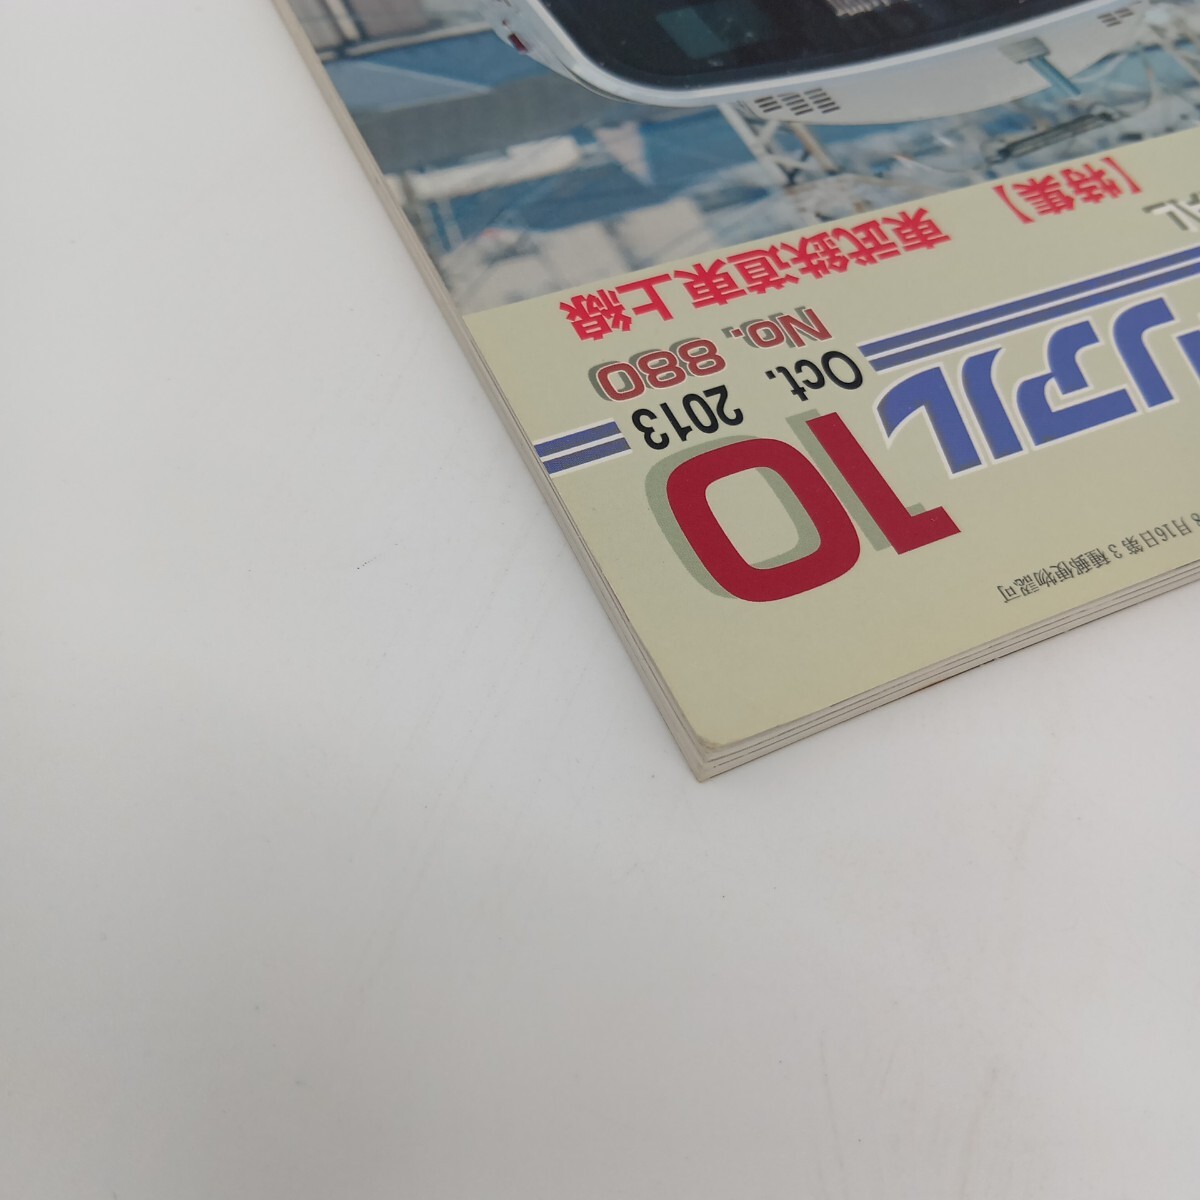 月16日第3種郵便物認可
10
Oct. 2013
No. 880
リアル
AL
【特集】 東武鉄道東上線